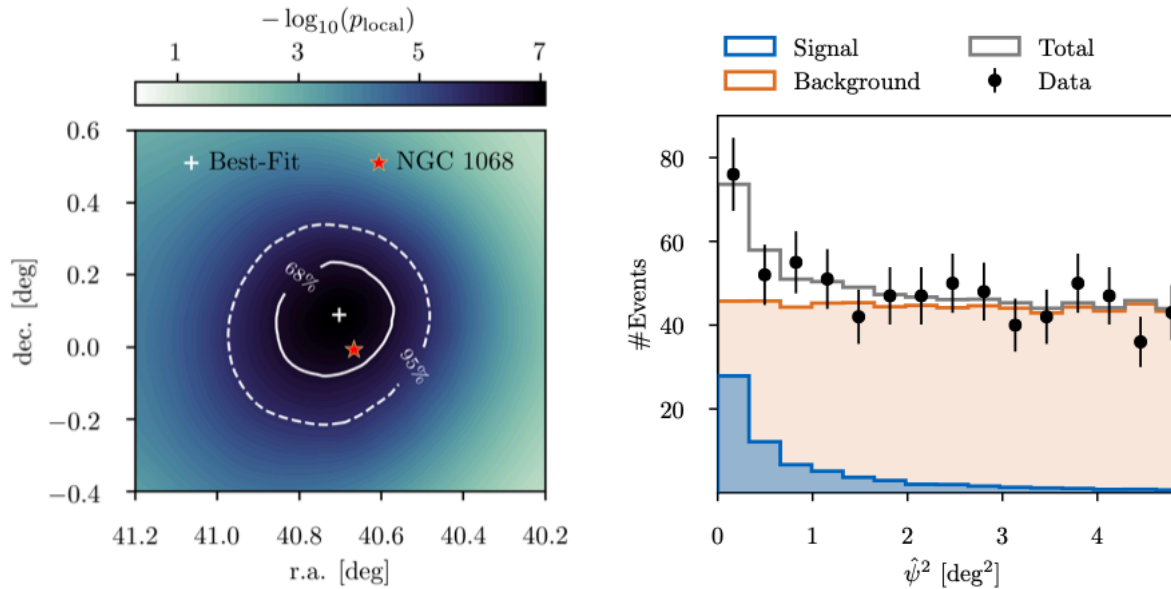 − log₁₀(p_local)
1 3 5 7
+ Best-Fit ★ NGC 1068
68%
95%
0.6
0.4
0.2
0.0
−0.2
−0.4
dec. [deg]
41.2 41.0 40.8 40.6 40.4 40.2
r.a. [deg]
Signal Total
Background Data
80
60
40
20
#Events
0 1 2 3 4
ψ̂² [deg²]